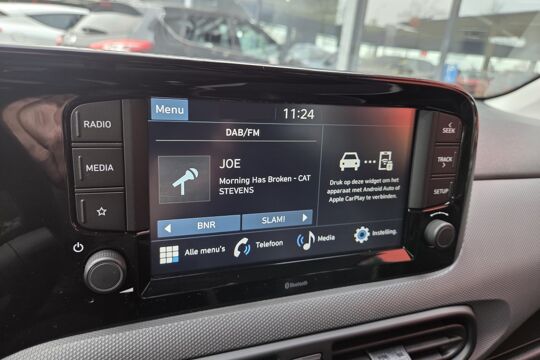 Menu
11:24
DAB/FM
RADIO
MEDIA
JOE
Morning Has Broken - CAT
STEVENS
BNR
SLAM!
Druk op deze widget om het
apparaat met Android Auto of
Apple CarPlay te verbinden.
Alle menu's
Telefoon
Media
Instelling.
SEEK
TRACK
SETUP
Bluetooth